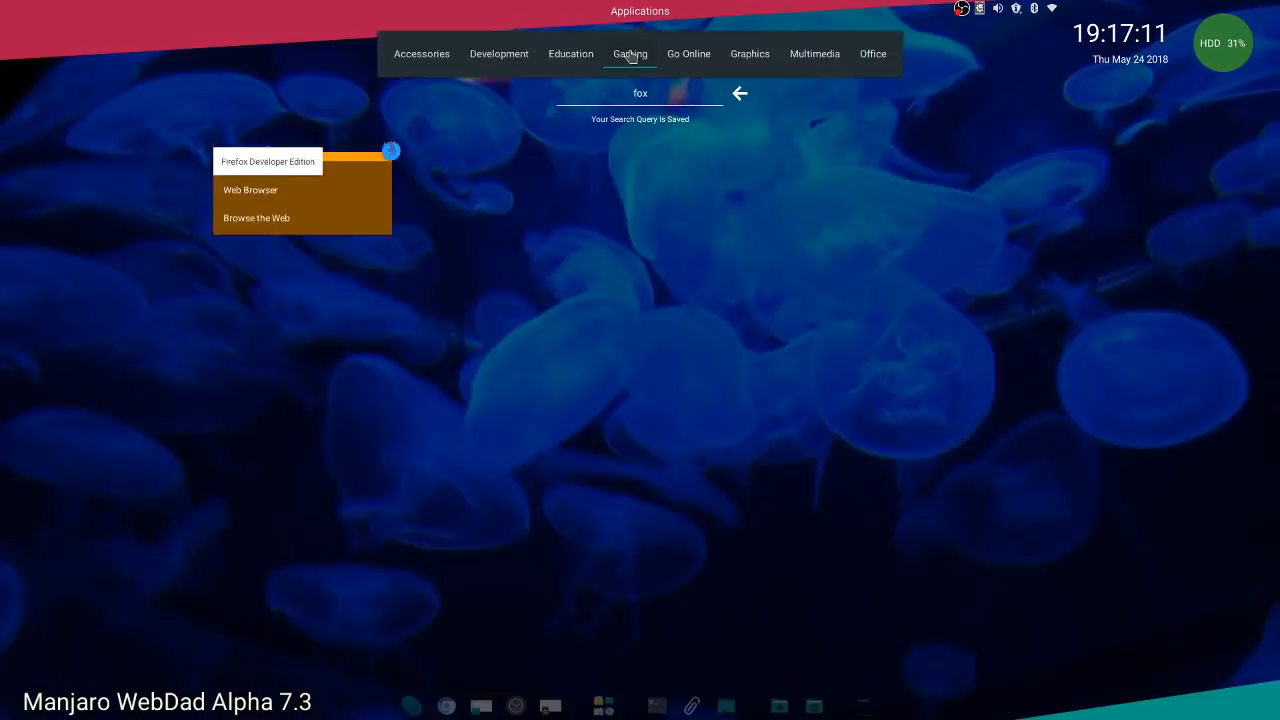 Applications
19:17:11
Thu May 24 2018
HDD 31%
Accessories Development Education Gaming Go Online Graphics Multimedia Office
fox
Your Search Query Is Saved
Firefox Developer Edition
Web Browser
Browse the Web
Manjaro WebDad Alpha 7.3